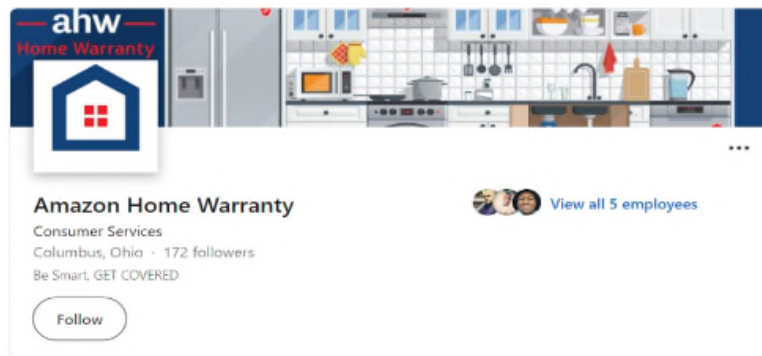 ahw
Home Warranty
Amazon Home Warranty
View all 5 employees
Consumer Services
Columbus, Ohio · 172 followers
Be Smart, GET COVERED
Follow